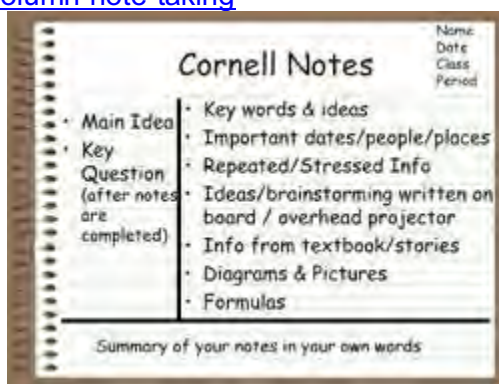 column note-taking
Cornell Notes
Name
Date
Class
Period
· Main Idea
· Key
Question
(after notes
are
completed)
· Key words & ideas
· Important dates/people/places
· Repeated/Stressed Info
· Ideas/brainstorming written on
board / overhead projector
· Info from textbook/stories
· Diagrams & Pictures
· Formulas
Summary of your notes in your own words